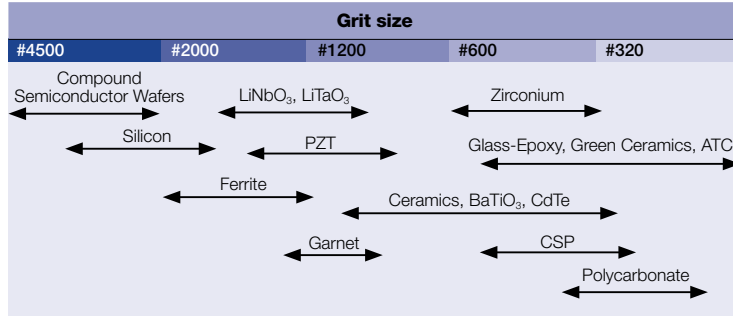 Grit size
#4500 #2000 #1200 #600 #320
Compound
Semiconductor Wafers
LiNbO₃, LiTaO₃
Zirconium
Silicon
PZT
Glass-Epoxy, Green Ceramics, ATC
Ferrite
Ceramics, BaTiO₃, CdTe
Garnet
CSP
Polycarbonate